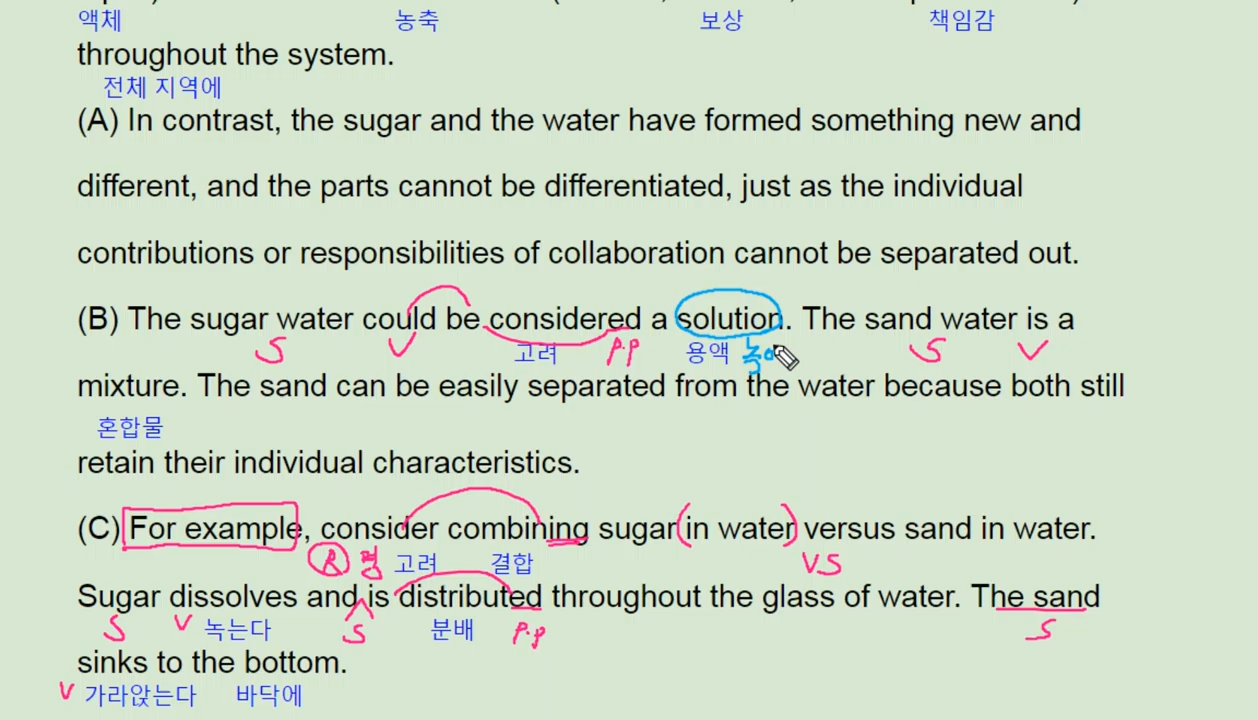 액체 농축 보상 책임감
throughout the system.
전체 지역에
(A) In contrast, the sugar and the water have formed something new and
different, and the parts cannot be differentiated, just as the individual
contributions or responsibilities of collaboration cannot be separated out.
(B) The sugar water could be considered a solution. The sand water is a
S V 고려 p.p 용액 녹 S V
mixture. The sand can be easily separated from the water because both still
혼합물
retain their individual characteristics.
(C) For example, consider combining sugar (in water) versus sand in water.
명 고려 결합 VS
Sugar dissolves and is distributed throughout the glass of water. The sand
S V 녹는다 S 분배 p.p S
sinks to the bottom.
V 가라앉는다 바닥에